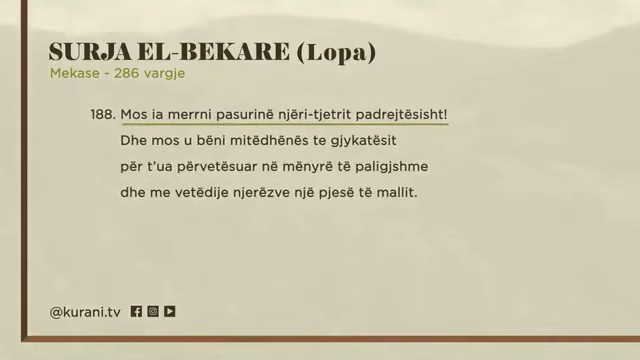 SURJA EL-BEKARE (Lopa)
Mekase - 286 vargje
188. Mos ia merrni pasurinë njëri-tjetrit padrejtësisht!
Dhe mos u bëni mitëdhënës te gjykatësit
për t'ua përvetësuar në mënyrë të paligjshme
dhe me vetëdije njerëzve një pjesë të mallit.
@kurani.tv